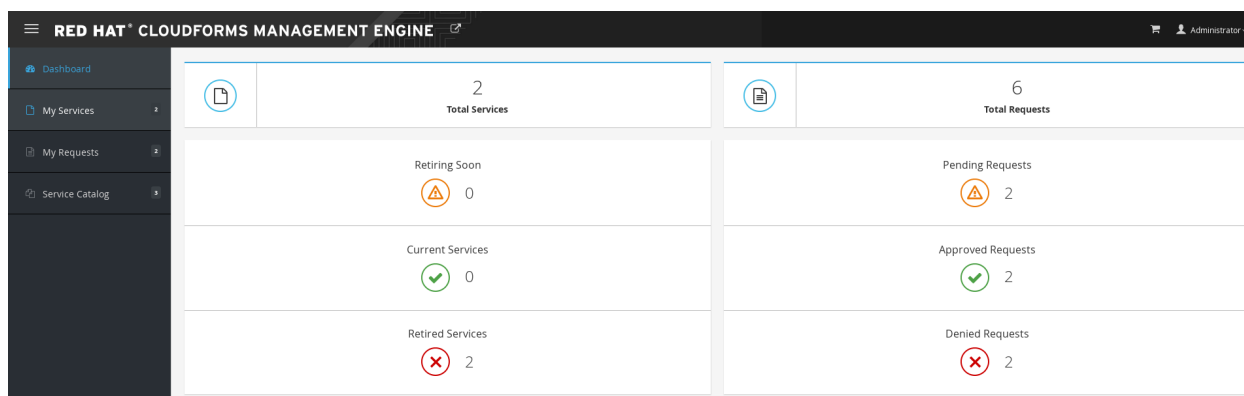 RED HAT® CLOUDFORMS MANAGEMENT ENGINE
Administrator
Dashboard
My Services 2
My Requests 2
Service Catalog 3
2
Total Services
6
Total Requests
Retiring Soon
0
Current Services
0
Retired Services
2
Pending Requests
2
Approved Requests
2
Denied Requests
2